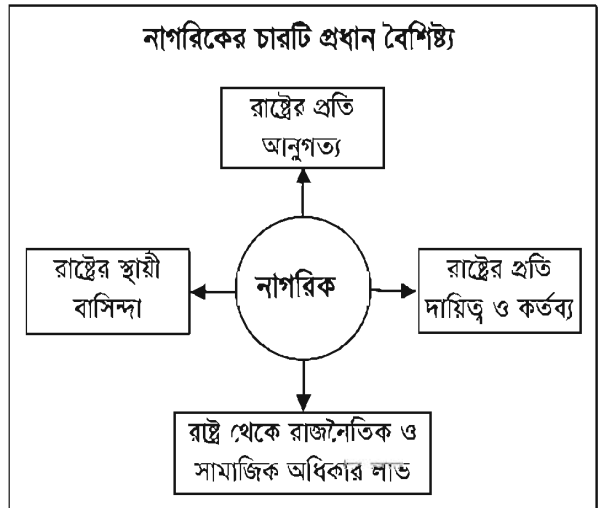 নাগরিকের চারটি প্রধান বৈশিষ্ট্য
রাষ্ট্রের প্রতি
আনুগত্য
রাষ্ট্রের স্থায়ী
বাসিন্দা
নাগরিক
রাষ্ট্রের প্রতি
দায়িত্ব ও কর্তব্য
রাষ্ট্র থেকে রাজনৈতিক ও
সামাজিক অধিকার লাভ